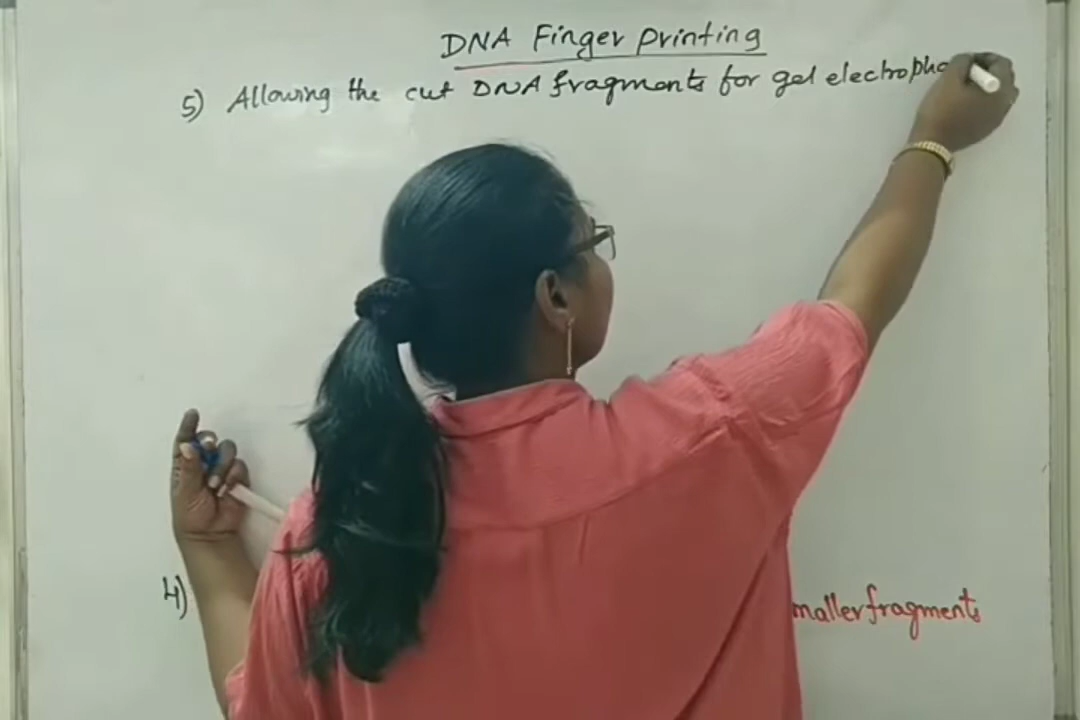 DNA Finger printing
5) Allowing the cut DNA fragments for gel electropho
4) maller fragments